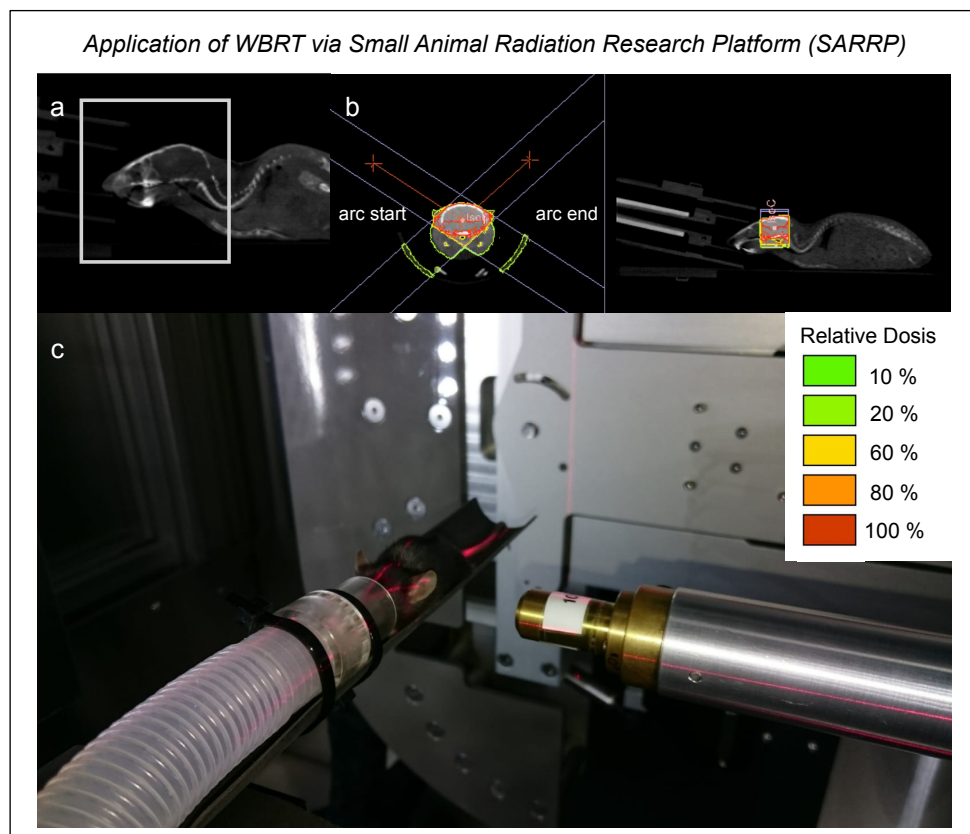 Application of WBRT via Small Animal Radiation Research Platform (SARRP)
a
b
arc start
arc end
c
Relative Dosis
10 %
20 %
60 %
80 %
100 %